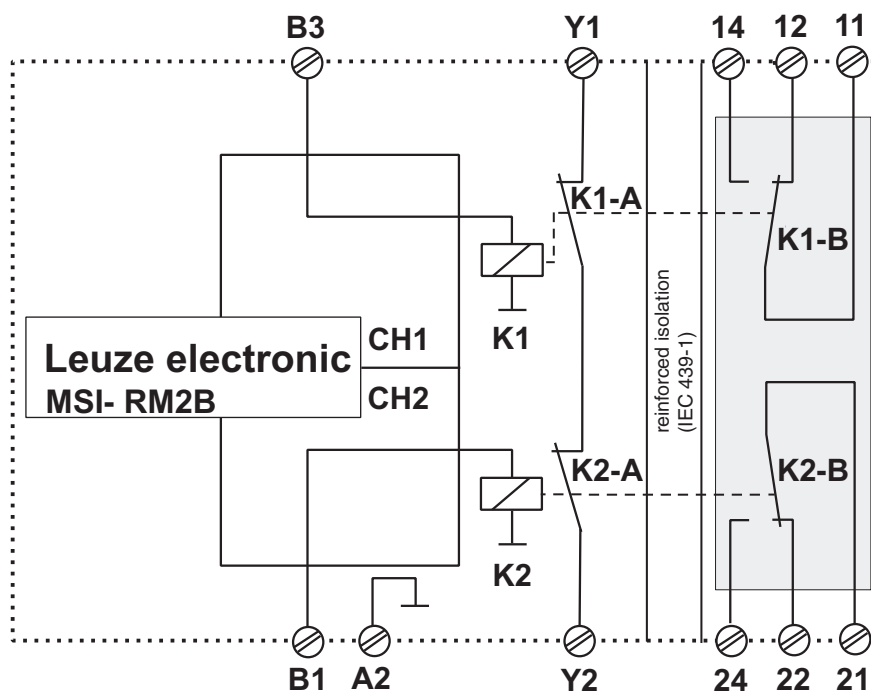 B3 Y1 14 12 11
K1-A
K1-B
K1
CH1
Leuze electronic
MSI- RM2B
CH2
reinforced isolation
(IEC 439-1)
K2-A
K2-B
K2
B1 A2 Y2 24 22 21